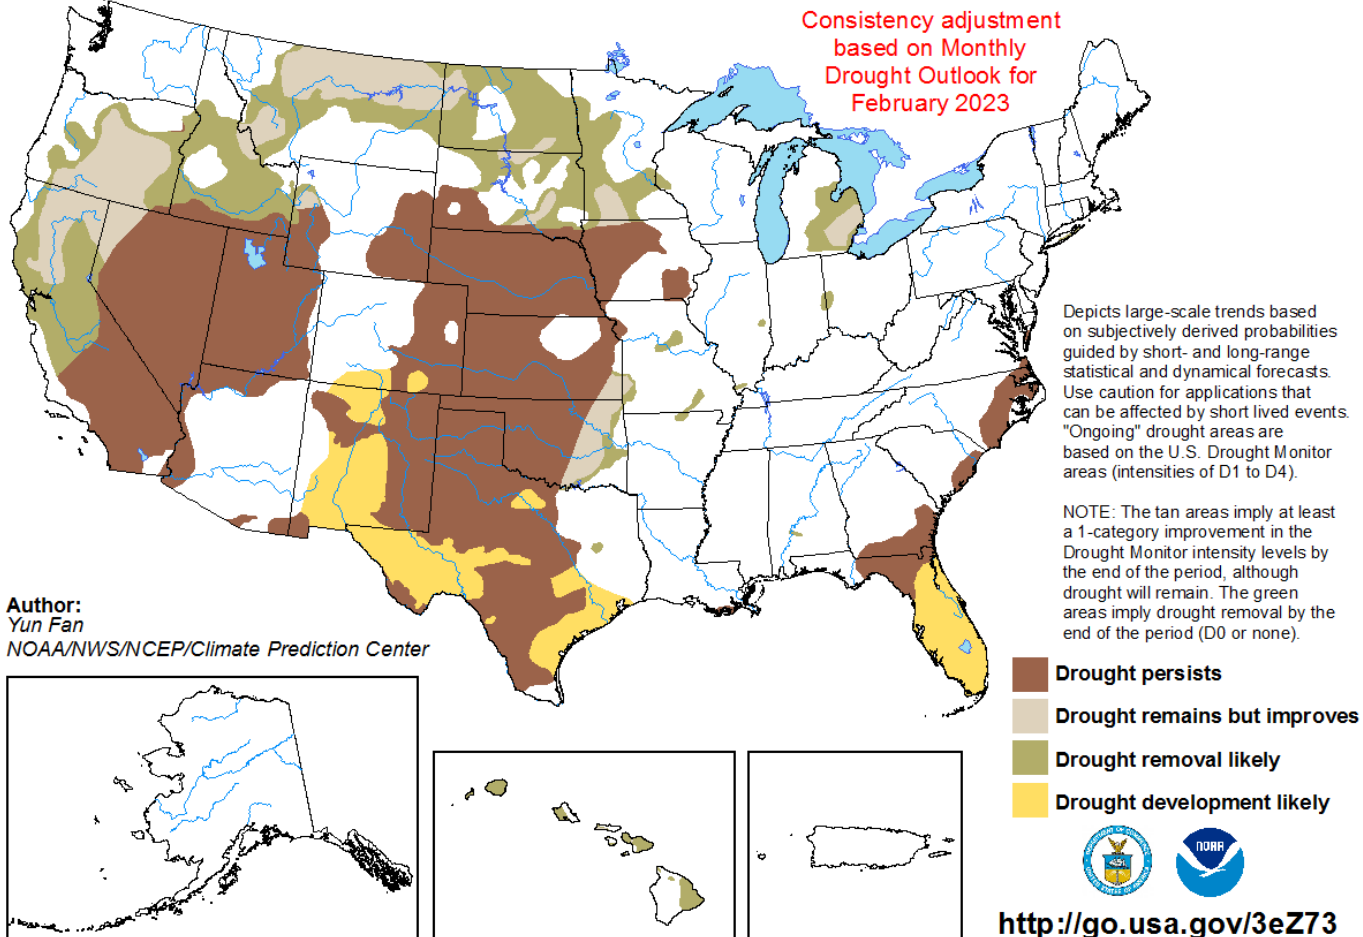 Consistency adjustment
based on Monthly
Drought Outlook for
February 2023
Depicts large-scale trends based
on subjectively derived probabilities
guided by short- and long-range
statistical and dynamical forecasts.
Use caution for applications that
can be affected by short lived events.
"Ongoing" drought areas are
based on the U.S. Drought Monitor
areas (intensities of D1 to D4).
NOTE: The tan areas imply at least
a 1-category improvement in the
Drought Monitor intensity levels by
the end of the period, although
drought will remain. The green
areas imply drought removal by the
end of the period (D0 or none).
Author:
Yun Fan
NOAA/NWS/NCEP/Climate Prediction Center
Drought persists
Drought remains but improves
Drought removal likely
Drought development likely
NOAA
http://go.usa.gov/3eZ73